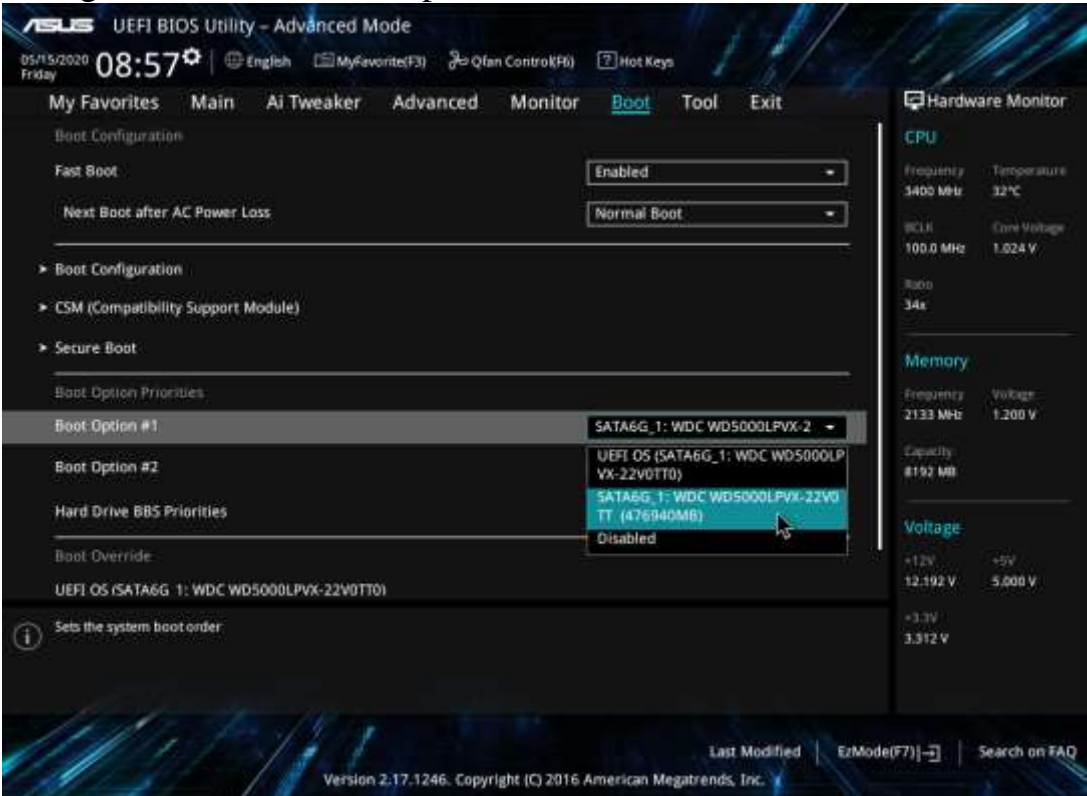 ASUS UEFI BIOS Utility – Advanced Mode
05/15/2020
Friday
08:57
English
MyFavorite(F3)
Qfan Control(F6)
? Hot Keys
My Favorites Main Ai Tweaker Advanced Monitor Boot Tool Exit
Hardware Monitor
Boot Configuration
Fast Boot Enabled
Next Boot after AC Power Loss Normal Boot
> Boot Configuration
> CSM (Compatibility Support Module)
> Secure Boot
Boot Option Priorities
Boot Option #1 SATA6G_1: WDC WD5000LPVX-2
UEFI OS (SATA6G_1: WDC WD5000LP
VX-22V0TT0)
Boot Option #2
SATA6G_1: WDC WD5000LPVX-22V0
TT (476940MB)
Hard Drive BBS Priorities
Disabled
Boot Override
UEFI OS (SATA6G_1: WDC WD5000LPVX-22V0TT0)
i Sets the system boot order
CPU
Frequency Temperature
3400 MHz 32°C
BCLK Core Voltage
100.0 MHz 1.024 V
Ratio
34x
Memory
Frequency Voltage
2133 MHz 1.200 V
Capacity
8192 MB
Voltage
+12V +5V
12.192 V 5.000 V
+3.3V
3.312 V
Last Modified | EzMode(F7) | Search on FAQ
Version 2.17.1246. Copyright (C) 2016 American Megatrends, Inc.